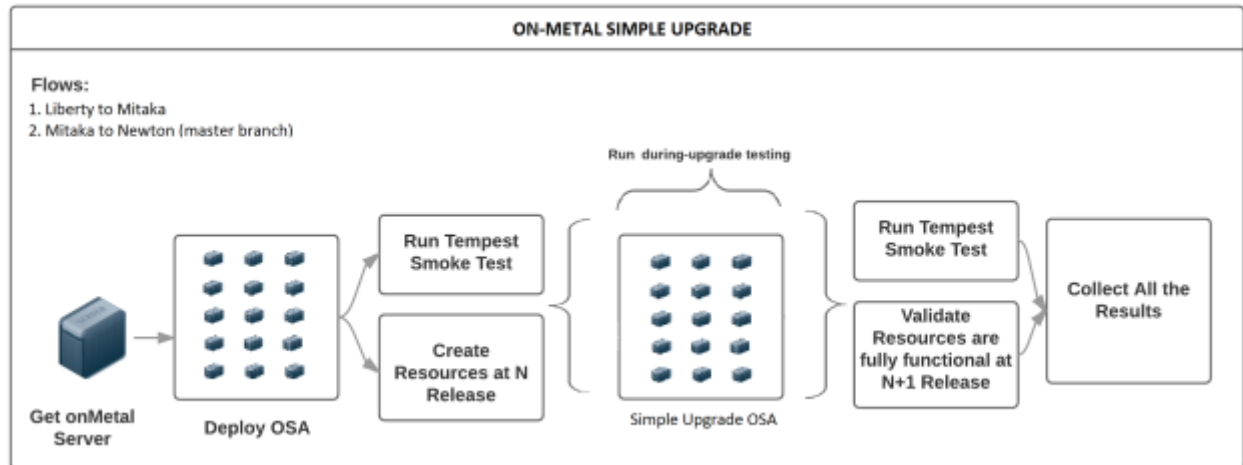 ON-METAL SIMPLE UPGRADE
Flows:
1. Liberty to Mitaka
2. Mitaka to Newton (master branch)
Run during-upgrade testing
Get onMetal
Server
Deploy OSA
Run Tempest
Smoke Test
Create
Resources at N
Release
Simple Upgrade OSA
Run Tempest
Smoke Test
Validate
Resources are
fully functional at
N+1 Release
Collect All the
Results